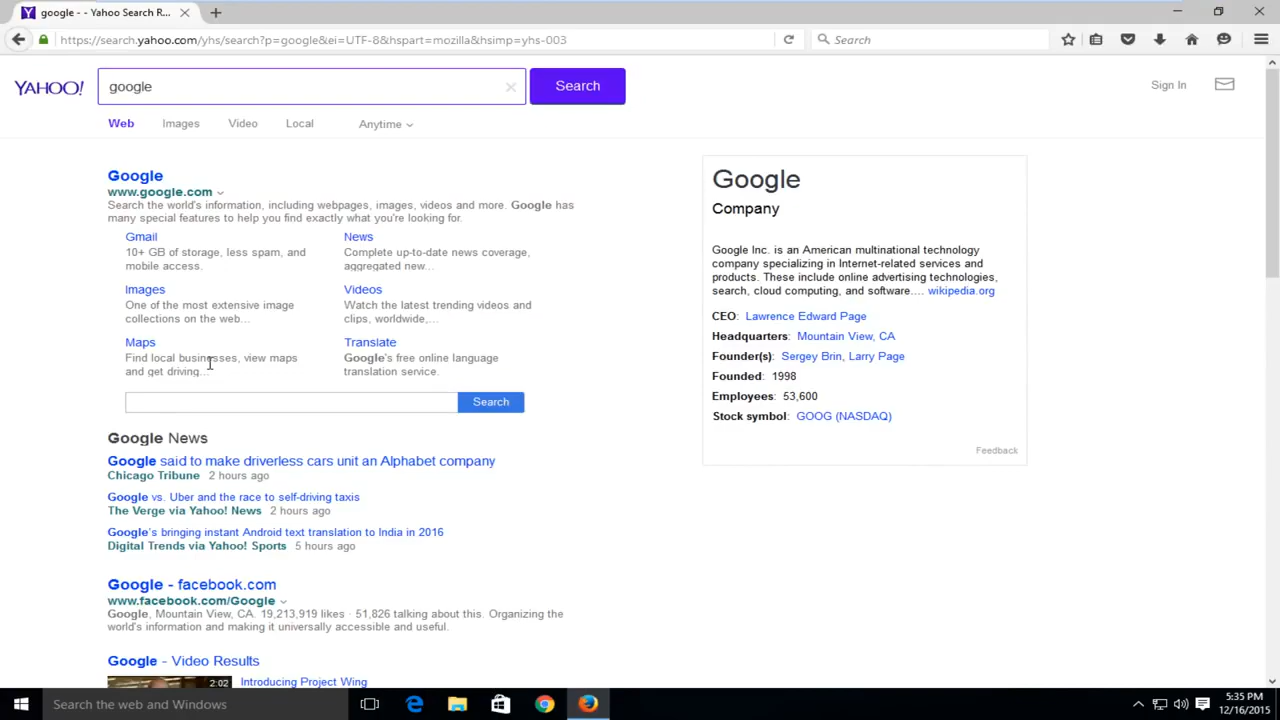 google - - Yahoo Search R...
https://search.yahoo.com/yhs/search?p=google&ei=UTF-8&hspart=mozilla&hsimp=yhs-003
Search
YAHOO!
google
Search
Sign In
Web Images Video Local Anytime
Google
www.google.com
Search the world's information, including webpages, images, videos and more. Google has
many special features to help you find exactly what you're looking for.
Gmail
10+ GB of storage, less spam, and
mobile access.
News
Complete up-to-date news coverage,
aggregated new...
Images
One of the most extensive image
collections on the web...
Videos
Watch the latest trending videos and
clips, worldwide,...
Maps
Find local businesses, view maps
and get driving...
Translate
Google's free online language
translation service.
Search
Google News
Google said to make driverless cars unit an Alphabet company
Chicago Tribune 2 hours ago
Google vs. Uber and the race to self-driving taxis
The Verge via Yahoo! News 2 hours ago
Google's bringing instant Android text translation to India in 2016
Digital Trends via Yahoo! Sports 5 hours ago
Google - facebook.com
www.facebook.com/Google
Google, Mountain View, CA. 19,213,919 likes · 51,826 talking about this. Organizing the
world's information and making it universally accessible and useful.
Google - Video Results
2:02
Introducing Project Wing
Google
Company
Google Inc. is an American multinational technology
company specializing in Internet-related services and
products. These include online advertising technologies,
search, cloud computing, and software.... wikipedia.org
CEO: Lawrence Edward Page
Headquarters: Mountain View, CA
Founder(s): Sergey Brin, Larry Page
Founded: 1998
Employees: 53,600
Stock symbol: GOOG (NASDAQ)
Feedback
Search the web and Windows
5:35 PM
12/16/2015